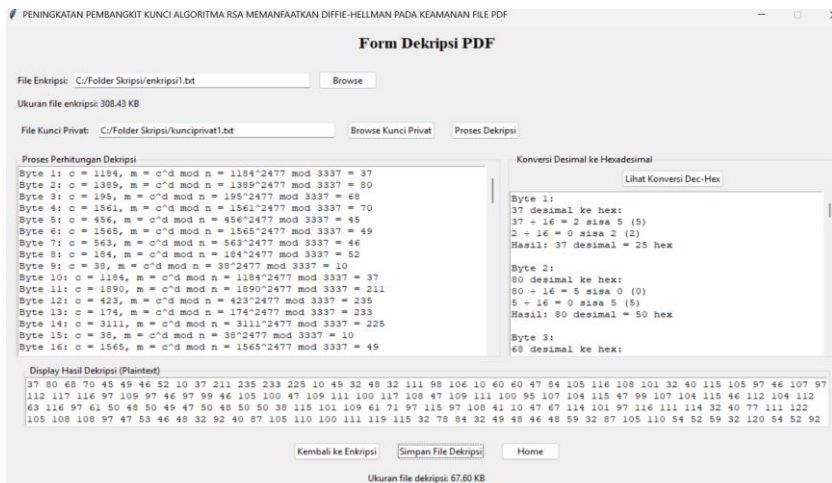 PENINGKATAN PEMBANGKIT KUNCI ALGORITMA RSA MEMANFAATKAN DIFFIE-HELLMAN PADA KEAMANAN FILE PDF
Form Dekripsi PDF
File Enkripsi: C:/Folder Skripsi/enkripsi1.txt Browse
Ukuran file enkripsi: 308.43 KB
File Kunci Privat: C:/Folder Skripsi/kunciprivat1.txt Browse Kunci Privat Proses Dekripsi
Proses Perhitungan Dekripsi
Byte 1: c = 1184, m = c^d mod n = 1184^2477 mod 3337 = 37
Byte 2: c = 1389, m = c^d mod n = 1389^2477 mod 3337 = 80
Byte 3: c = 195, m = c^d mod n = 195^2477 mod 3337 = 68
Byte 4: c = 1561, m = c^d mod n = 1561^2477 mod 3337 = 70
Byte 5: c = 456, m = c^d mod n = 456^2477 mod 3337 = 45
Byte 6: c = 1565, m = c^d mod n = 1565^2477 mod 3337 = 49
Byte 7: c = 563, m = c^d mod n = 563^2477 mod 3337 = 46
Byte 8: c = 184, m = c^d mod n = 184^2477 mod 3337 = 52
Byte 9: c = 38, m = c^d mod n = 38^2477 mod 3337 = 10
Byte 10: c = 1184, m = c^d mod n = 1184^2477 mod 3337 = 37
Byte 11: c = 1890, m = c^d mod n = 1890^2477 mod 3337 = 211
Byte 12: c = 423, m = c^d mod n = 423^2477 mod 3337 = 235
Byte 13: c = 174, m = c^d mod n = 174^2477 mod 3337 = 233
Byte 14: c = 3111, m = c^d mod n = 3111^2477 mod 3337 = 225
Byte 15: c = 38, m = c^d mod n = 38^2477 mod 3337 = 10
Byte 16: c = 1565, m = c^d mod n = 1565^2477 mod 3337 = 49
Konversi Desimal ke Hexadesimal
Lihat Konversi Dec-Hex
Byte 1:
37 desimal ke hex:
37 ÷ 16 = 2 sisa 5 (5)
2 ÷ 16 = 0 sisa 2 (2)
Hasil: 37 desimal = 25 hex
Byte 2:
80 desimal ke hex:
80 ÷ 16 = 5 sisa 0 (0)
5 ÷ 16 = 0 sisa 5 (5)
Hasil: 80 desimal = 50 hex
Byte 3:
68 desimal ke hex:
Display Hasil Dekripsi (Plaintext)
37 80 68 70 45 49 46 52 10 37 211 235 233 225 10 49 32 48 32 111 98 106 10 60 60 47 84 105 116 108 101 32 40 115 105 97 46 107 97
112 117 116 97 109 97 46 97 99 46 105 100 47 109 111 100 117 108 47 109 111 100 95 107 104 115 47 99 107 104 115 46 112 104 112
63 116 97 61 50 48 50 49 47 50 48 50 50 38 115 101 109 61 71 97 115 97 108 41 10 47 67 114 101 97 116 111 114 32 40 77 111 122
105 108 108 97 47 53 46 48 32 92 40 87 105 110 100 111 119 115 32 78 84 32 49 48 46 48 59 32 87 105 110 54 52 59 32 120 54 52 92
Kembali ke Enkripsi Simpan File Dekripsi Home
Ukuran file dekripsi: 67.60 KB